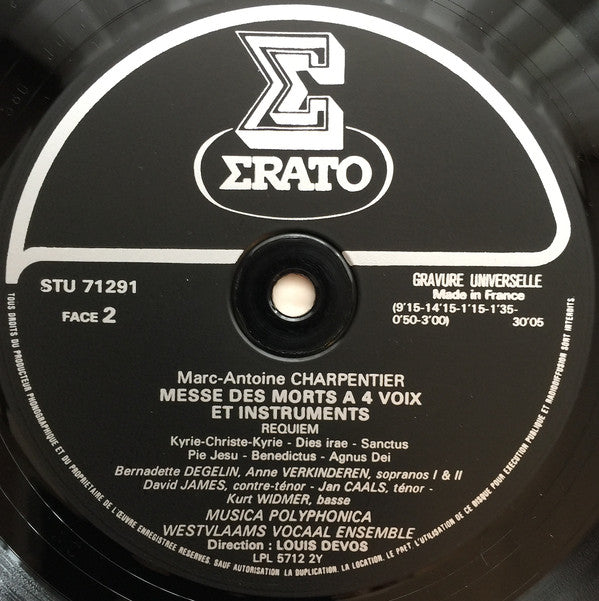 Σ
ΣRATO
STU 71291
FACE 2
GRAVURE UNIVERSELLE
Made in France
(9'15-14'15-1'15-1'35-
0'50-3'00) 30'05
Marc-Antoine CHARPENTIER
MESSE DES MORTS A 4 VOIX
ET INSTRUMENTS
REQUIEM
Kyrie-Christe-Kyrie - Dies irae - Sanctus
Pie Jesu - Benedictus - Agnus Dei
Bernadette DEGELIN, Anne VERKINDEREN, sopranos I & II
David JAMES, contre-ténor - Jan CAALS, ténor -
Kurt WIDMER, basse
MUSICA POLYPHONICA
WESTVLAAMS VOCAAL ENSEMBLE
Direction : LOUIS DEVOS
LPL 5712 2Y
TOUS DROITS DU PRODUCTEUR PHONOGRAPHIQUE ET DU PROPRIETAIRE DE L'ŒUVRE ENREGISTREE RESERVES. SAUF AUTORISATION LA DUPLICATION, LA LOCATION, LE PRET, L'UTILISATION DE CE DISQUE POUR EXECUTION PUBLIQUE ET RADIODIFFUSION SONT INTERDITS